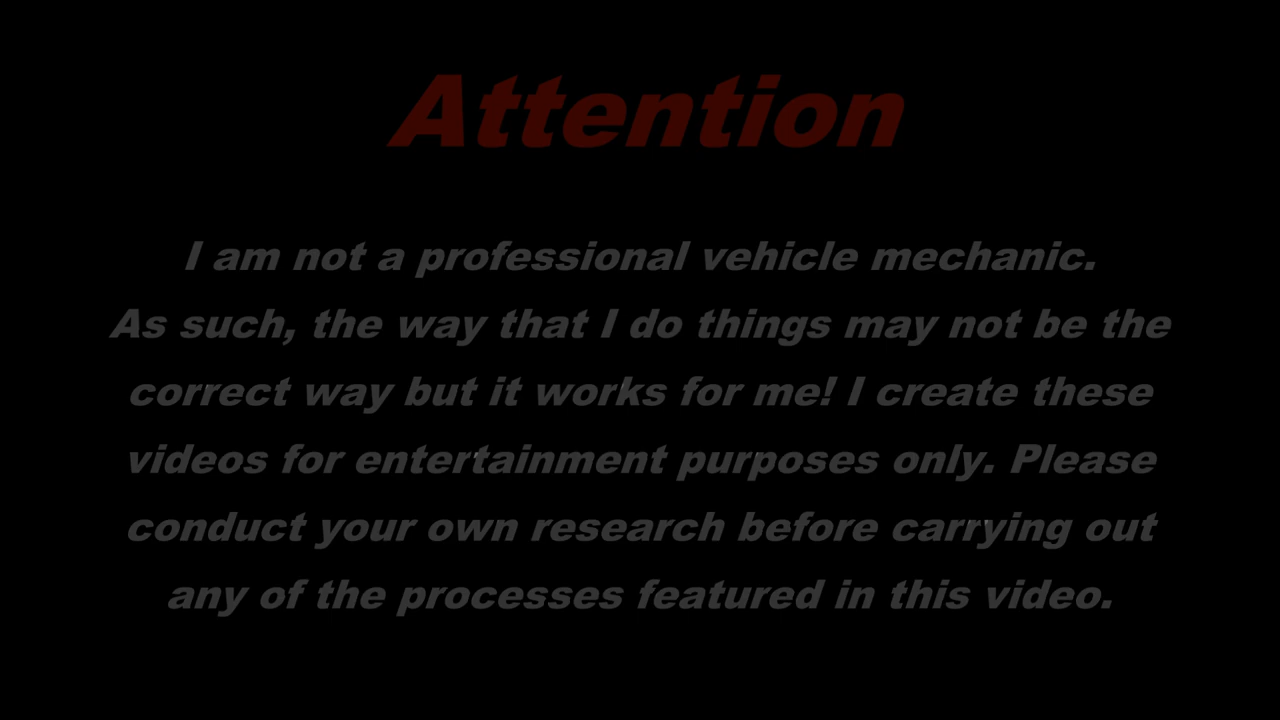 Attention
I am not a professional vehicle mechanic.
As such, the way that I do things may not be the
correct way but it works for me! I create these
videos for entertainment purposes only. Please
conduct your own research before carrying out
any of the processes featured in this video.